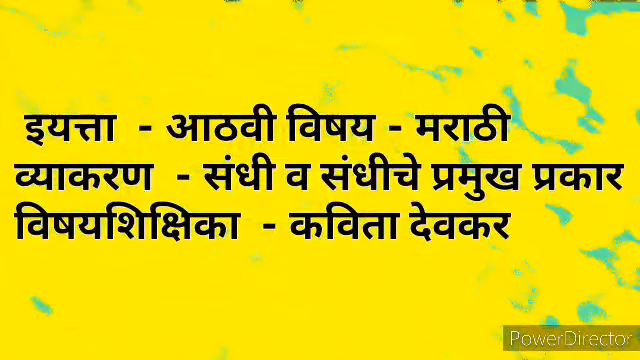 इयत्ता - आठवी विषय - मराठी
व्याकरण - संधी व संधीचे प्रमुख प्रकार
विषयशिक्षिका - कविता देवकर
PowerDirector